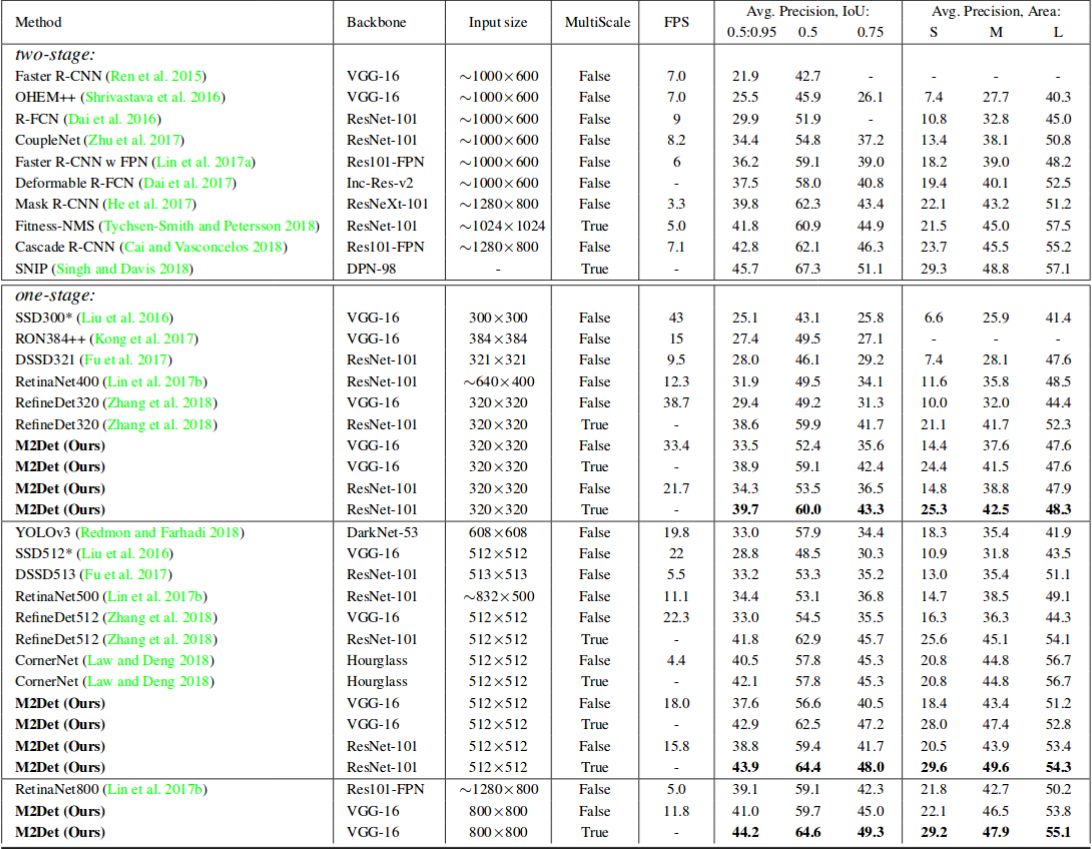 Method Backbone Input size MultiScale FPS Avg. Precision, IoU: Avg. Precision, Area:
0.5:0.95 0.5 0.75 S M L
two-stage:
Faster R-CNN (Ren et al. 2015) VGG-16 ∼1000×600 False 7.0 21.9 42.7 - - - -
OHEM++ (Shrivastava et al. 2016) VGG-16 ∼1000×600 False 7.0 25.5 45.9 26.1 7.4 27.7 40.3
R-FCN (Dai et al. 2016) ResNet-101 ∼1000×600 False 9 29.9 51.9 - 10.8 32.8 45.0
CoupleNet (Zhu et al. 2017) ResNet-101 ∼1000×600 False 8.2 34.4 54.8 37.2 13.4 38.1 50.8
Faster R-CNN w FPN (Lin et al. 2017a) Res101-FPN ∼1000×600 False 6 36.2 59.1 39.0 18.2 39.0 48.2
Deformable R-FCN (Dai et al. 2017) Inc-Res-v2 ∼1000×600 False - 37.5 58.0 40.8 19.4 40.1 52.5
Mask R-CNN (He et al. 2017) ResNeXt-101 ∼1280×800 False 3.3 39.8 62.3 43.4 22.1 43.2 51.2
Fitness-NMS (Tychsen-Smith and Petersson 2018) ResNet-101 ∼1024×1024 True 5.0 41.8 60.9 44.9 21.5 45.0 57.5
Cascade R-CNN (Cai and Vasconcelos 2018) Res101-FPN ∼1280×800 False 7.1 42.8 62.1 46.3 23.7 45.5 55.2
SNIP (Singh and Davis 2018) DPN-98 - True - 45.7 67.3 51.1 29.3 48.8 57.1
one-stage:
SSD300* (Liu et al. 2016) VGG-16 300×300 False 43 25.1 43.1 25.8 6.6 25.9 41.4
RON384++ (Kong et al. 2017) VGG-16 384×384 False 15 27.4 49.5 27.1 - - -
DSSD321 (Fu et al. 2017) ResNet-101 321×321 False 9.5 28.0 46.1 29.2 7.4 28.1 47.6
RetinaNet400 (Lin et al. 2017b) ResNet-101 ∼640×400 False 12.3 31.9 49.5 34.1 11.6 35.8 48.5
RefineDet320 (Zhang et al. 2018) VGG-16 320×320 False 38.7 29.4 49.2 31.3 10.0 32.0 44.4
RefineDet320 (Zhang et al. 2018) ResNet-101 320×320 True - 38.6 59.9 41.7 21.1 41.7 52.3
M2Det (Ours) VGG-16 320×320 False 33.4 33.5 52.4 35.6 14.4 37.6 47.6
M2Det (Ours) VGG-16 320×320 True - 38.9 59.1 42.4 24.4 41.5 47.6
M2Det (Ours) ResNet-101 320×320 False 21.7 34.3 53.5 36.5 14.8 38.8 47.9
M2Det (Ours) ResNet-101 320×320 True - 39.7 60.0 43.3 25.3 42.5 48.3
YOLOv3 (Redmon and Farhadi 2018) DarkNet-53 608×608 False 19.8 33.0 57.9 34.4 18.3 35.4 41.9
SSD512* (Liu et al. 2016) VGG-16 512×512 False 22 28.8 48.5 30.3 10.9 31.8 43.5
DSSD513 (Fu et al. 2017) ResNet-101 513×513 False 5.5 33.2 53.3 35.2 13.0 35.4 51.1
RetinaNet500 (Lin et al. 2017b) ResNet-101 ∼832×500 False 11.1 34.4 53.1 36.8 14.7 38.5 49.1
RefineDet512 (Zhang et al. 2018) VGG-16 512×512 False 22.3 33.0 54.5 35.5 16.3 36.3 44.3
RefineDet512 (Zhang et al. 2018) ResNet-101 512×512 True - 41.8 62.9 45.7 25.6 45.1 54.1
CornerNet (Law and Deng 2018) Hourglass 512×512 False 4.4 40.5 57.8 45.3 20.8 44.8 56.7
CornerNet (Law and Deng 2018) Hourglass 512×512 True - 42.1 57.8 45.3 20.8 44.8 56.7
M2Det (Ours) VGG-16 512×512 False 18.0 37.6 56.6 40.5 18.4 43.4 51.2
M2Det (Ours) VGG-16 512×512 True - 42.9 62.5 47.2 28.0 47.4 52.8
M2Det (Ours) ResNet-101 512×512 False 15.8 38.8 59.4 41.7 20.5 43.9 53.4
M2Det (Ours) ResNet-101 512×512 True - 43.9 64.4 48.0 29.6 49.6 54.3
RetinaNet800 (Lin et al. 2017b) Res101-FPN ∼1280×800 False 5.0 39.1 59.1 42.3 21.8 42.7 50.2
M2Det (Ours) VGG-16 800×800 False 11.8 41.0 59.7 45.0 22.1 46.5 53.8
M2Det (Ours) VGG-16 800×800 True - 44.2 64.6 49.3 29.2 47.9 55.1